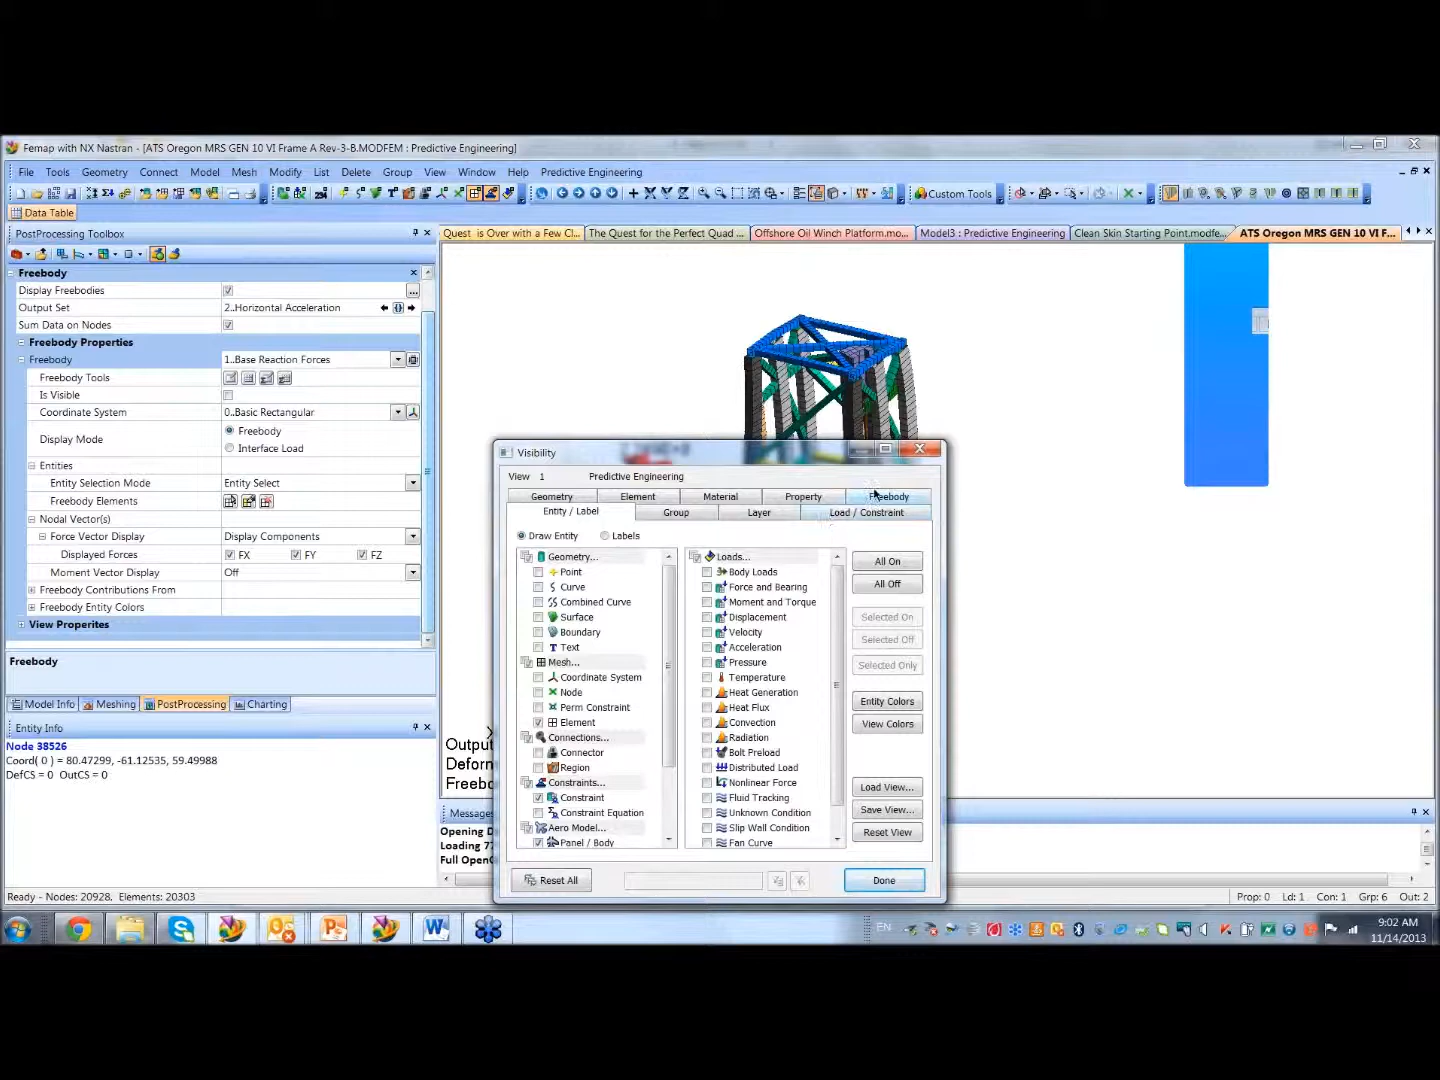 Femap with NX Nastran - [ATS Oregon MRS GEN 10 VI Frame A Rev-3-B.MODFEM : Predictive Engineering]
File Tools Geometry Connect Model Mesh Modify List Delete Group View Window Help Predictive Engineering
Custom Tools
Data Table
PostProcessing Toolbox
Quest is Over with a Few Cl... The Quest for the Perfect Quad ... Offshore Oil Winch Platform.mo... Model3 : Predictive Engineering Clean Skin Starting Point.modfe... ATS Oregon MRS GEN 10 VI F...
Freebody
Display Freebodies
Output Set 2..Horizontal Acceleration
Sum Data on Nodes
Freebody Properties
Freebody 1..Base Reaction Forces
Freebody Tools
Is Visible
Coordinate System 0..Basic Rectangular
Display Mode Freebody
Interface Load
Entities
Entity Selection Mode Entity Select
Freebody Elements
Nodal Vector(s)
Force Vector Display Display Components
Displayed Forces FX FY FZ
Moment Vector Display Off
Freebody Contributions From
Freebody Entity Colors
View Properites
Freebody
Model Info Meshing PostProcessing Charting
Entity Info
Node 38526
Coord( 0 ) = 80.47299, -61.12535, 59.49988
DefCS = 0 OutCS = 0
Output
Deform
Freebo
Messages
Opening D
Loading 77
Full OpenG
Visibility
View 1 Predictive Engineering
Geometry Element Material Property Freebody
Entity / Label Group Layer Load / Constraint
Draw Entity Labels
Geometry...
Point
Curve
Combined Curve
Surface
Boundary
Text
Mesh...
Coordinate System
Node
Perm Constraint
Element
Connections...
Connector
Region
Constraints...
Constraint
Constraint Equation
Aero Model...
Panel / Body
Loads...
Body Loads
Force and Bearing
Moment and Torque
Displacement
Velocity
Acceleration
Pressure
Temperature
Heat Generation
Heat Flux
Convection
Radiation
Bolt Preload
Distributed Load
Nonlinear Force
Fluid Tracking
Unknown Condition
Slip Wall Condition
Fan Curve
All On
All Off
Selected On
Selected Off
Selected Only
Entity Colors
View Colors
Load View...
Save View...
Reset View
Reset All
Done
Ready - Nodes: 20928. Elements: 20303
Prop: 0 Ld: 1 Con: 1 Grp: 6 Out: 2
EN
9:02 AM
11/14/2013